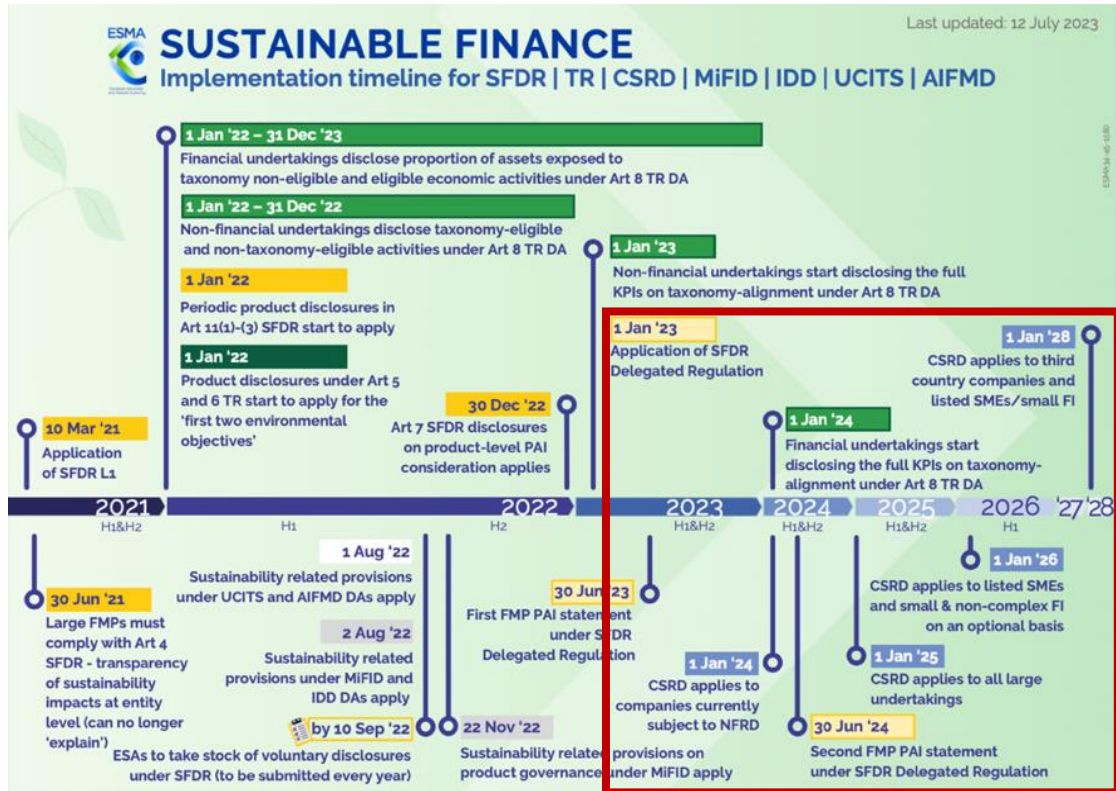 Last updated: 12 July 2023
ESMA
SUSTAINABLE FINANCE
Implementation timeline for SFDR | TR | CSRD | MiFID | IDD | UCITS | AIFMD
1 Jan '22 – 31 Dec '23
Financial undertakings disclose proportion of assets exposed to
taxonomy non-eligible and eligible economic activities under Art 8 TR DA
1 Jan '22 – 31 Dec '22
Non-financial undertakings disclose taxonomy-eligible
and non-taxonomy-eligible activities under Art 8 TR DA
1 Jan '22
Periodic product disclosures in
Art 11(1)-(3) SFDR start to apply
1 Jan '22
Product disclosures under Art 5
and 6 TR start to apply for the
'first two environmental
objectives'
10 Mar '21
Application
of SFDR L1
30 Dec '22
Art 7 SFDR disclosures
on product-level PAI
consideration applies
1 Jan '23
Non-financial undertakings start disclosing the full
KPIs on taxonomy-alignment under Art 8 TR DA
1 Jan '23
Application of SFDR
Delegated Regulation
1 Jan '24
Financial undertakings start
disclosing the full KPIs on taxonomy-
alignment under Art 8 TR DA
1 Jan '28
CSRD applies to third
country companies and
listed SMEs/small FI
2021 2022 2023 2024 2025 2026 '27 '28
H1&H2 H1 H2 H1&H2 H1&H2 H1&H2 H1
30 Jun '21
Large FMPs must
comply with Art 4
SFDR - transparency
of sustainability
impacts at entity
level (can no longer
'explain')
1 Aug '22
Sustainability related provisions
under UCITS and AIFMD DAs apply
2 Aug '22
Sustainability related
provisions under MiFID and
IDD DAs apply
by 10 Sep '22
ESAs to take stock of voluntary disclosures
under SFDR (to be submitted every year)
22 Nov '22
Sustainability related provisions on
product governance under MiFID apply
30 Jun '23
First FMP PAI statement
under SFDR
Delegated Regulation
1 Jan '24
CSRD applies to
companies currently
subject to NFRD
30 Jun '24
Second FMP PAI statement
under SFDR Delegated Regulation
1 Jan '25
CSRD applies to all large
undertakings
1 Jan '26
CSRD applies to listed SMEs
and small & non-complex FI
on an optional basis